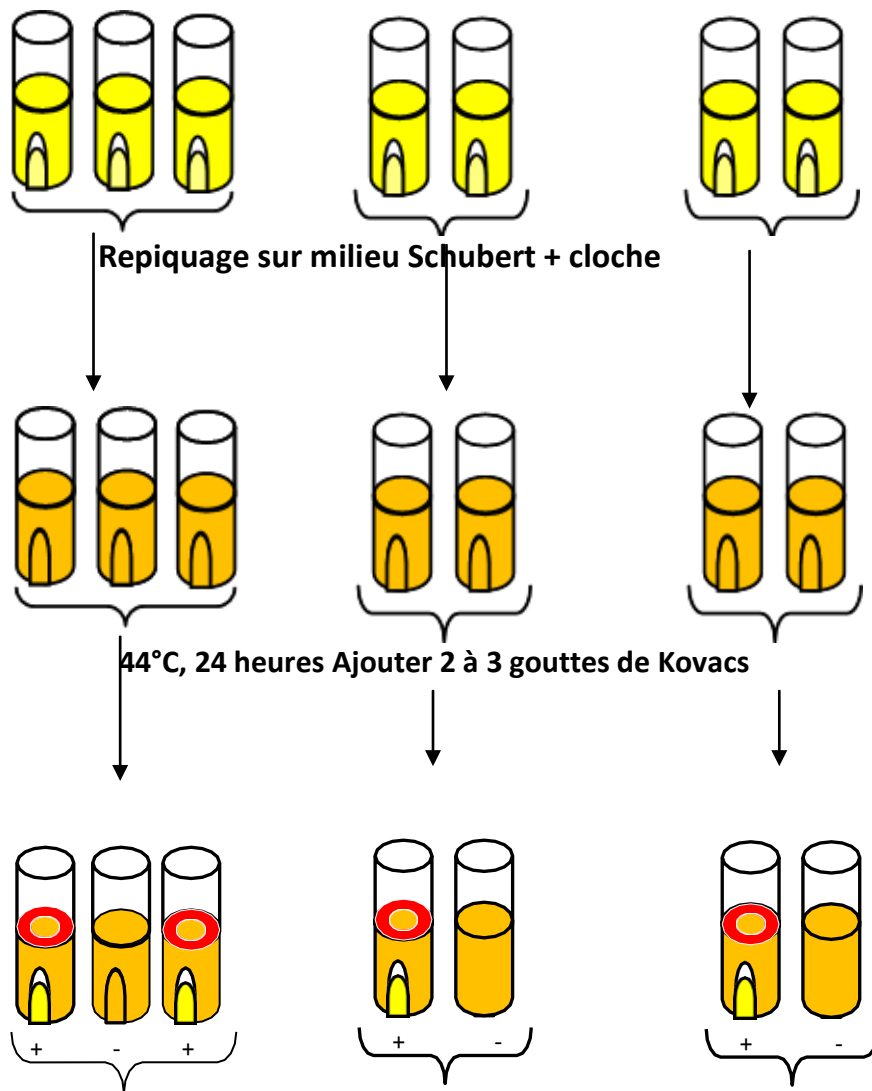 Repiquage sur milieu Schubert + cloche
44°C, 24 heures Ajouter 2 à 3 gouttes de Kovacs
+ - + + - + -